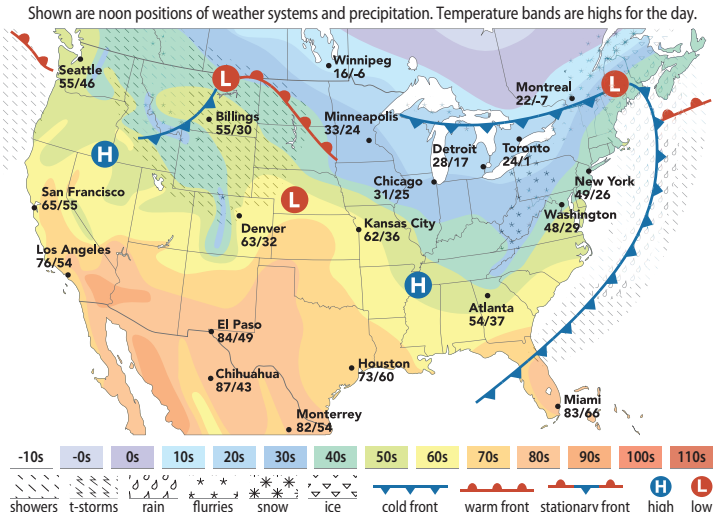 Shown are noon positions of weather systems and precipitation. Temperature bands are highs for the day.
Seattle
55/46
L
Billings
55/30
Winnipeg
16/-6
Minneapolis
33/24
Montreal
22/-7
L
Detroit
28/17
Toronto
24/1
H
Chicago
31/25
New York
49/26
San Francisco
65/55
L
Washington
48/29
Denver
63/32
Kansas City
62/36
Los Angeles
76/54
H
Atlanta
54/37
El Paso
84/49
Houston
73/60
Chihuahua
87/43
Miami
83/66
Monterrey
82/54
-10s -0s 0s 10s 20s 30s 40s 50s 60s 70s 80s 90s 100s 110s
H L
showers t-storms rain flurries snow ice cold front warm front stationary front high low